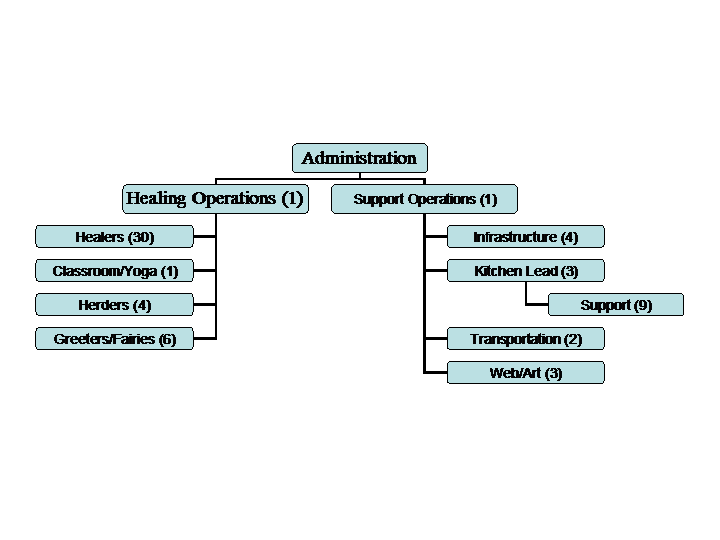 Administration
Healing Operations (1)
Support Operations (1)
Healers (30)
Infrastructure (4)
Classroom/Yoga (1)
Kitchen Lead (3)
Herders (4)
Support (9)
Greeters/Fairies (6)
Transportation (2)
Web/Art (3)